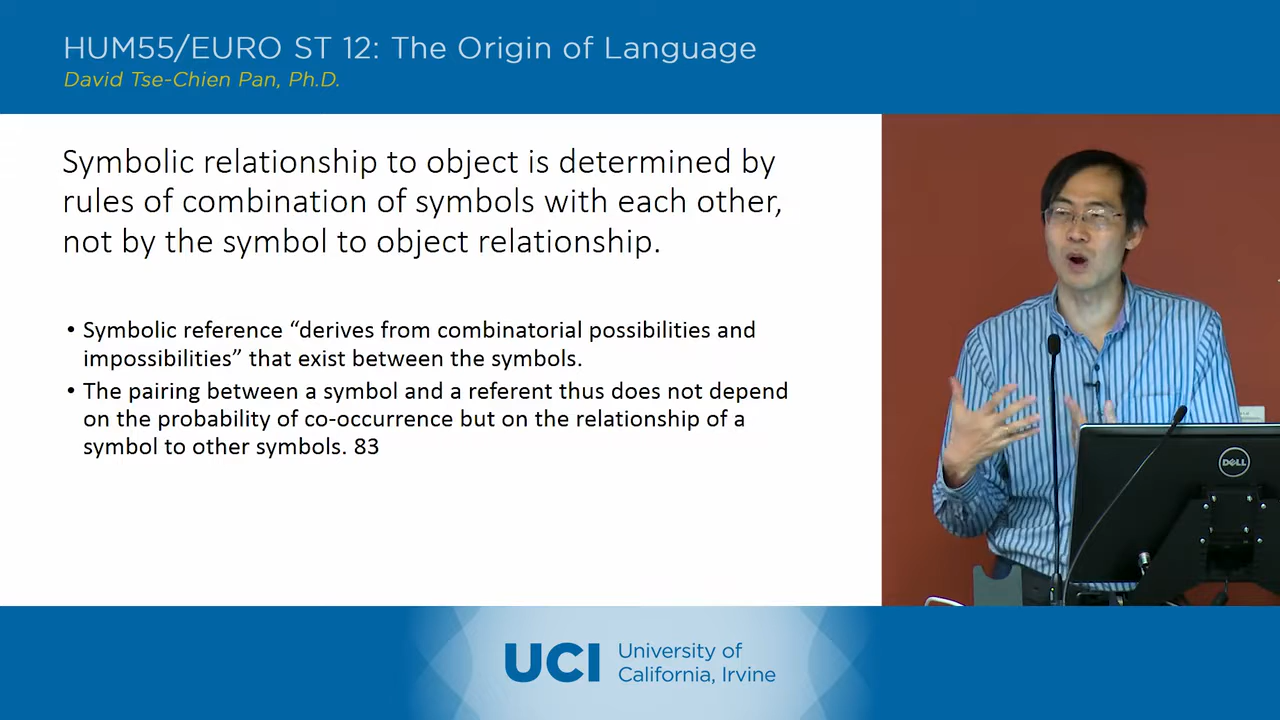 HUM55/EURO ST 12: The Origin of Language
David Tse-Chien Pan, Ph.D.
Symbolic relationship to object is determined by
rules of combination of symbols with each other,
not by the symbol to object relationship.
• Symbolic reference “derives from combinatorial possibilities and
impossibilities” that exist between the symbols.
• The pairing between a symbol and a referent thus does not depend
on the probability of co-occurrence but on the relationship of a
symbol to other symbols. 83
DELL
UCI
University of
California, Irvine